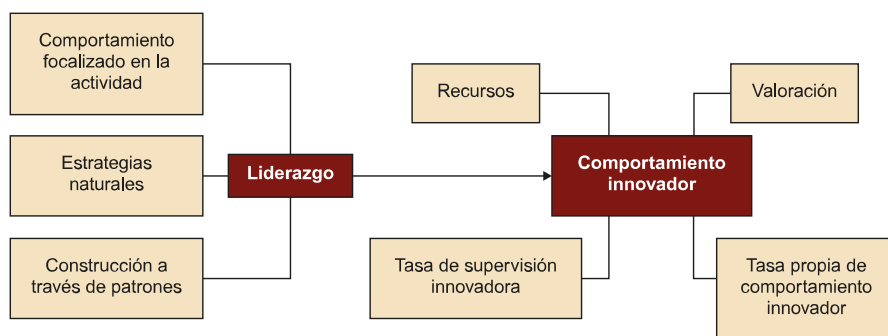 Comportamiento
focalizado en la
actividad
Estrategias
naturales
Construcción a
través de patrones
Liderazgo
Recursos
Valoración
Comportamiento
innovador
Tasa de supervisión
innovadora
Tasa propia de
comportamiento
innovador